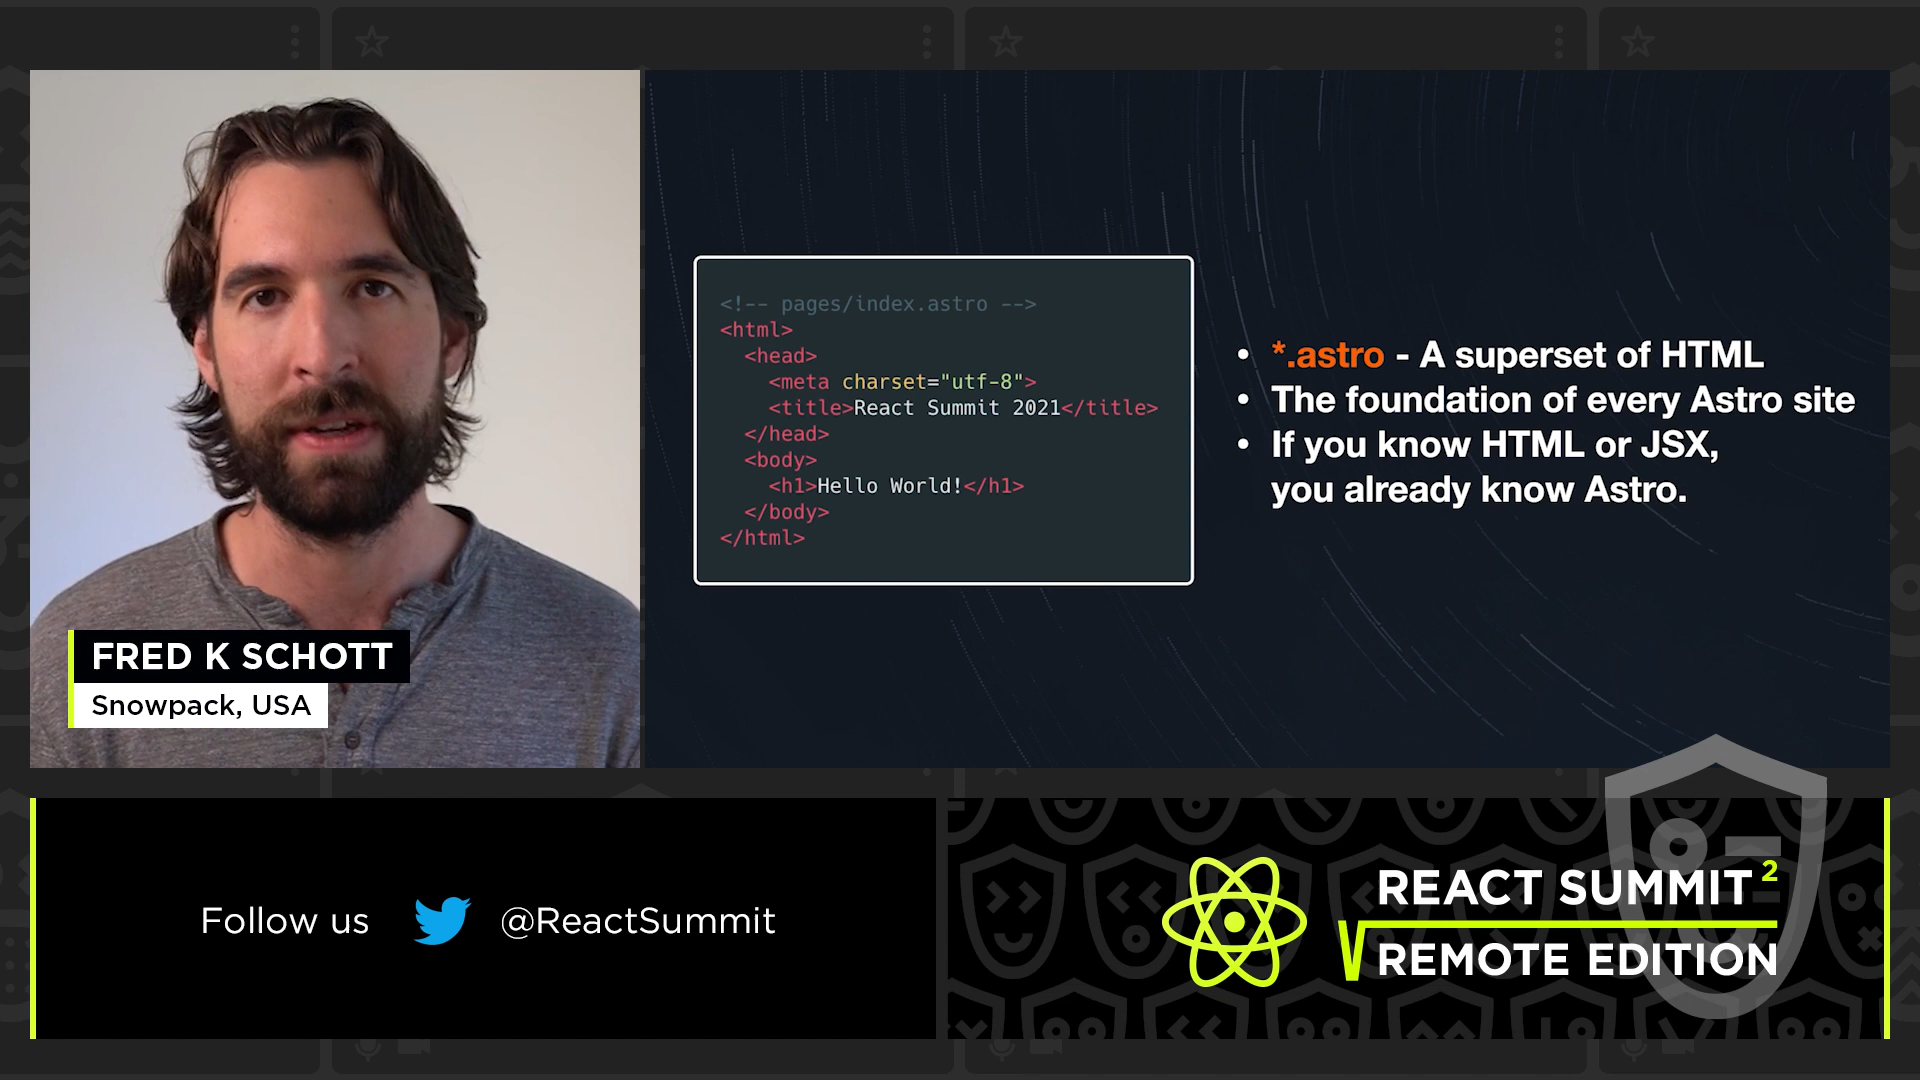 FRED K SCHOTT
Snowpack, USA
<!-- pages/index.astro -->
<html>
<head>
<meta charset="utf-8">
<title>React Summit 2021</title>
</head>
<body>
<h1>Hello World!</h1>
</body>
</html>
• *.astro - A superset of HTML
• The foundation of every Astro site
• If you know HTML or JSX,
you already know Astro.
Follow us @ReactSummit
REACT SUMMIT 2
REMOTE EDITION